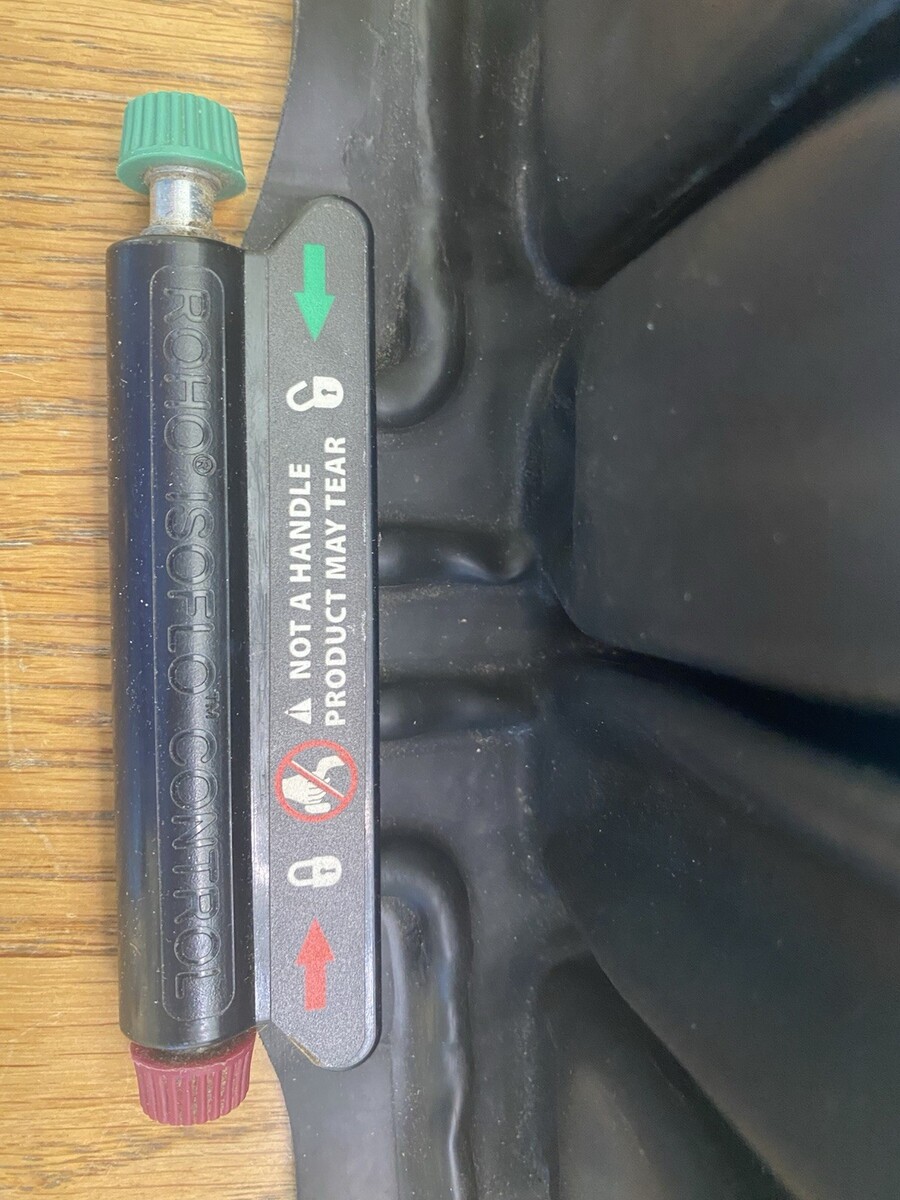 ROHO® ISOFLO™ CONTROL
⚠ NOT A HANDLE
PRODUCT MAY TEAR